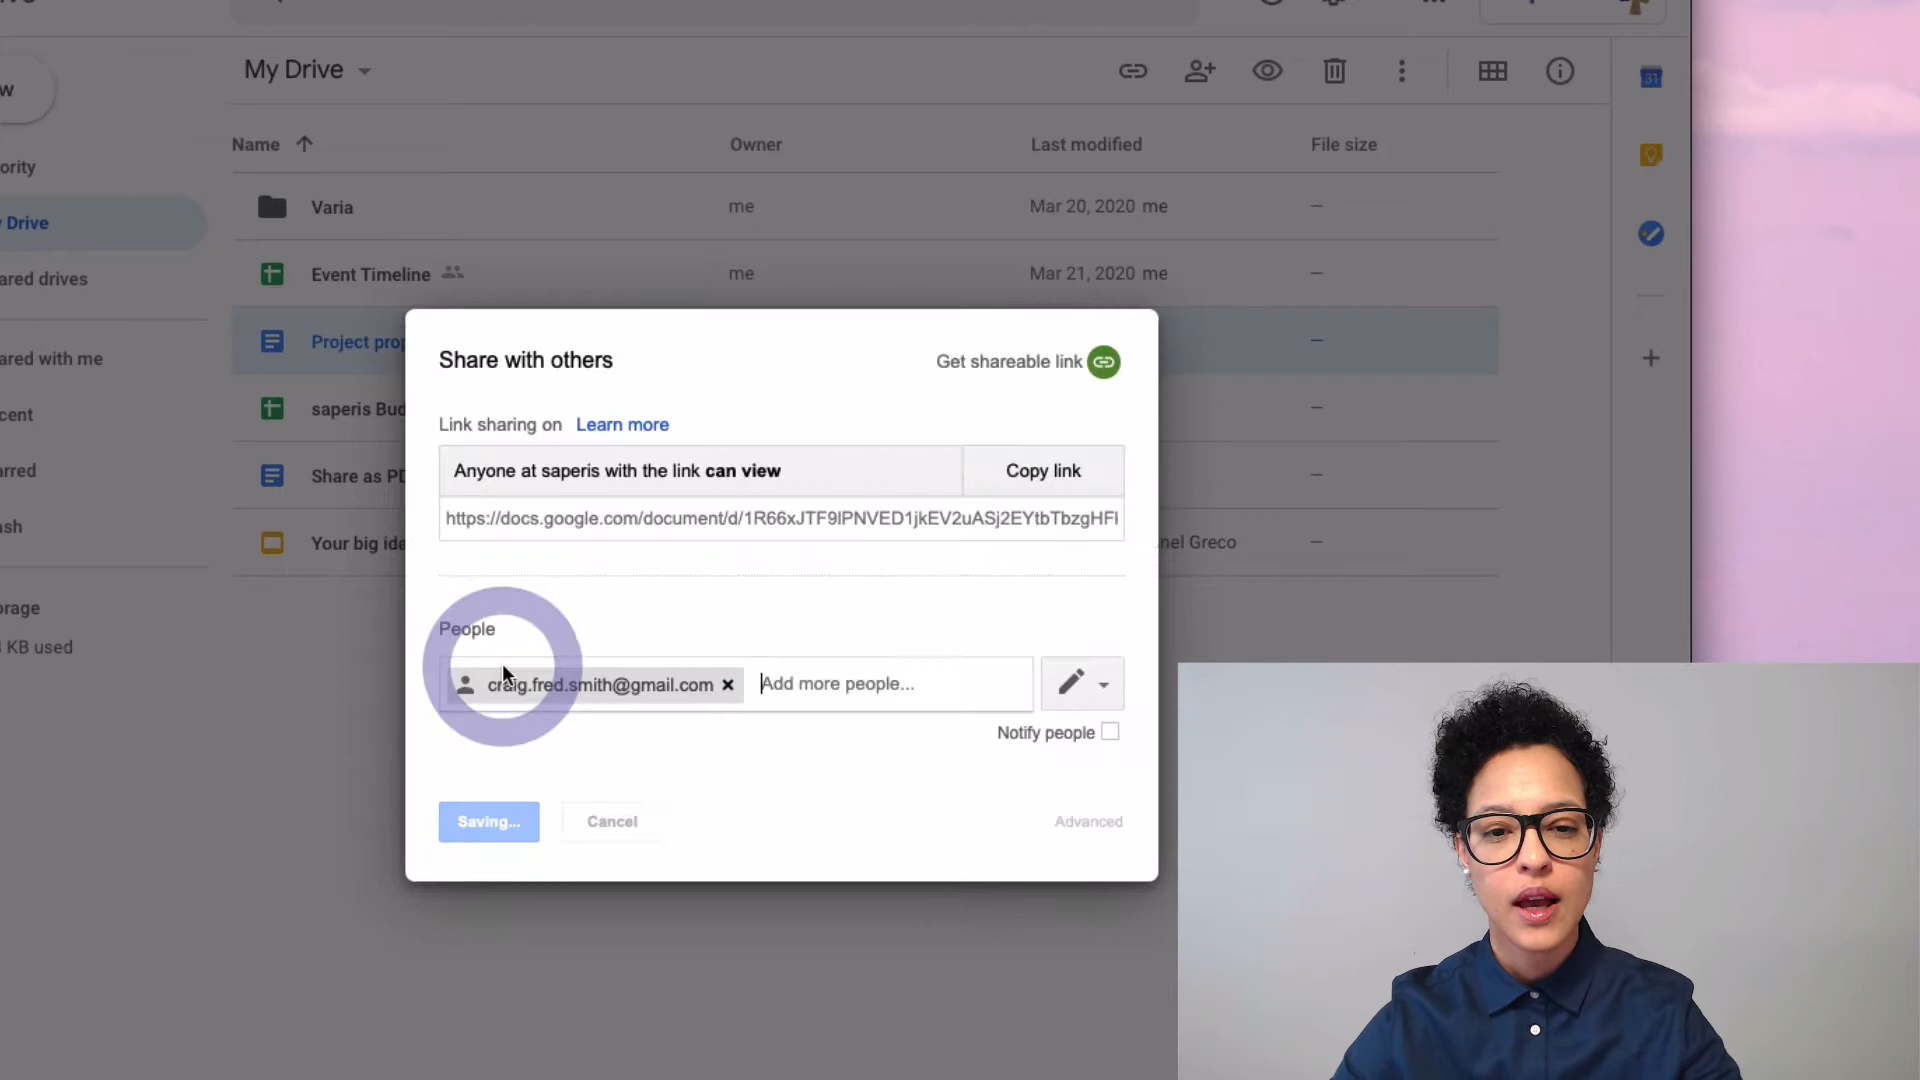 My Drive
w
Name Owner Last modified File size
ority
Varia me Mar 20, 2020 me –
y Drive
Event Timeline me Mar 21, 2020 me –
ared drives
Project prop –
ared with me
saperis Bud –
cent
Share as PD –
arred
Your big ide nel Greco –
ash
orage
KB used
31
Share with others
Get shareable link
Link sharing on Learn more
Anyone at saperis with the link can view
Copy link
https://docs.google.com/document/d/1R66xJTF9lPNVED1jkEV2uASj2EYtbTbzgHFl
People
craig.fred.smith@gmail.com × Add more people...
Notify people
Saving... Cancel Advanced